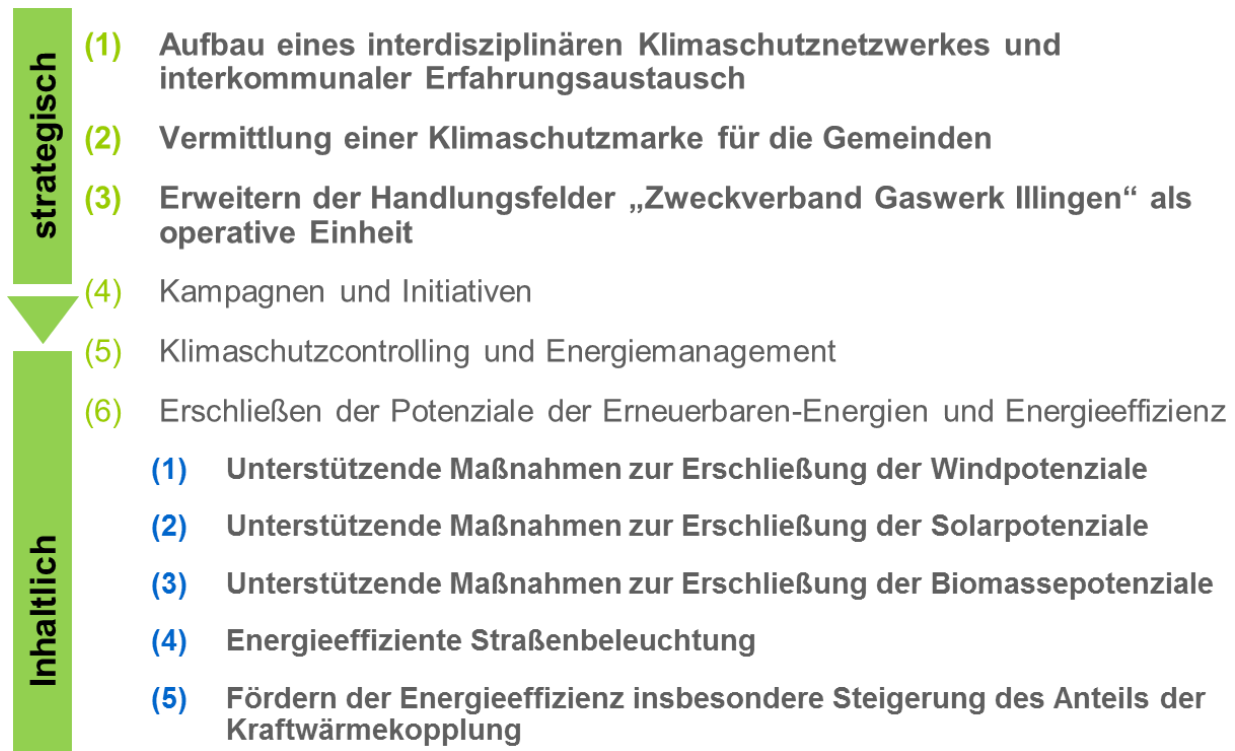 strategisch
(1) Aufbau eines interdisziplinären Klimaschutznetzwerkes und
interkommunaler Erfahrungsaustausch
(2) Vermittlung einer Klimaschutzmarke für die Gemeinden
(3) Erweitern der Handlungsfelder „Zweckverband Gaswerk Illingen“ als
operative Einheit
(4) Kampagnen und Initiativen
(5) Klimaschutzcontrolling und Energiemanagement
(6) Erschließen der Potenziale der Erneuerbaren-Energien und Energieeffizienz
Inhaltlich
(1) Unterstützende Maßnahmen zur Erschließung der Windpotenziale
(2) Unterstützende Maßnahmen zur Erschließung der Solarpotenziale
(3) Unterstützende Maßnahmen zur Erschließung der Biomassepotenziale
(4) Energieeffiziente Straßenbeleuchtung
(5) Fördern der Energieeffizienz insbesondere Steigerung des Anteils der
Kraftwärmekopplung